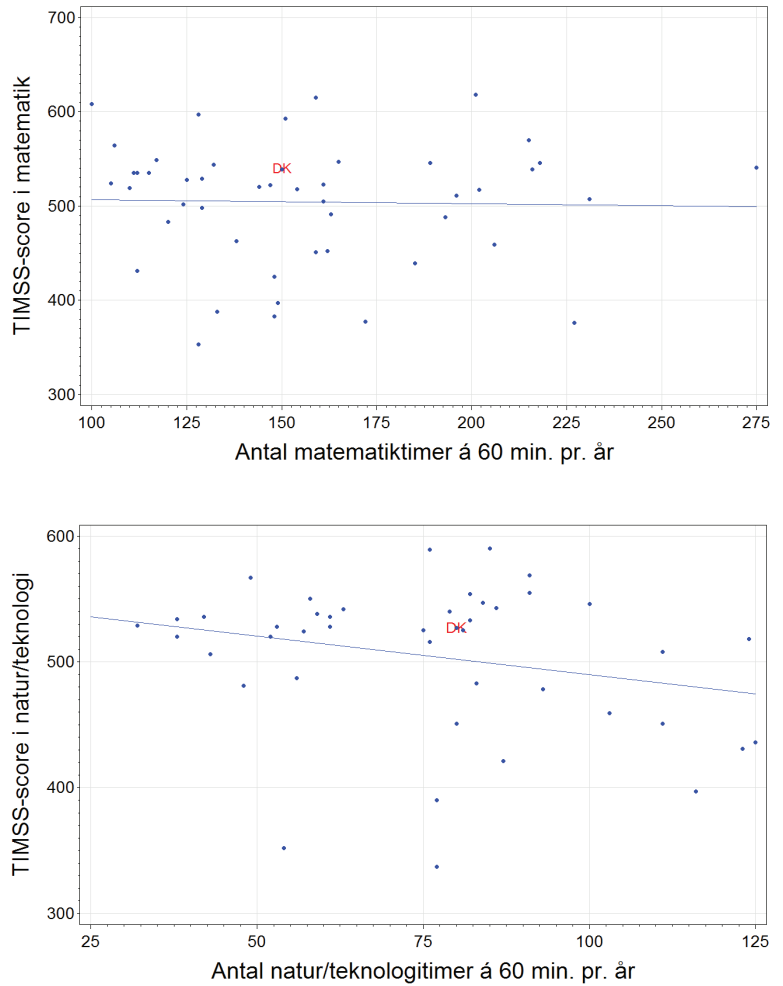 700
600
500
400
300
TIMSS-score i matematik
DK
100 125 150 175 200 225 250 275
Antal matematiktimer á 60 min. pr. år
600
500
400
300
TIMSS-score i natur/teknologi
DK
25 50 75 100 125
Antal natur/teknologitimer á 60 min. pr. år